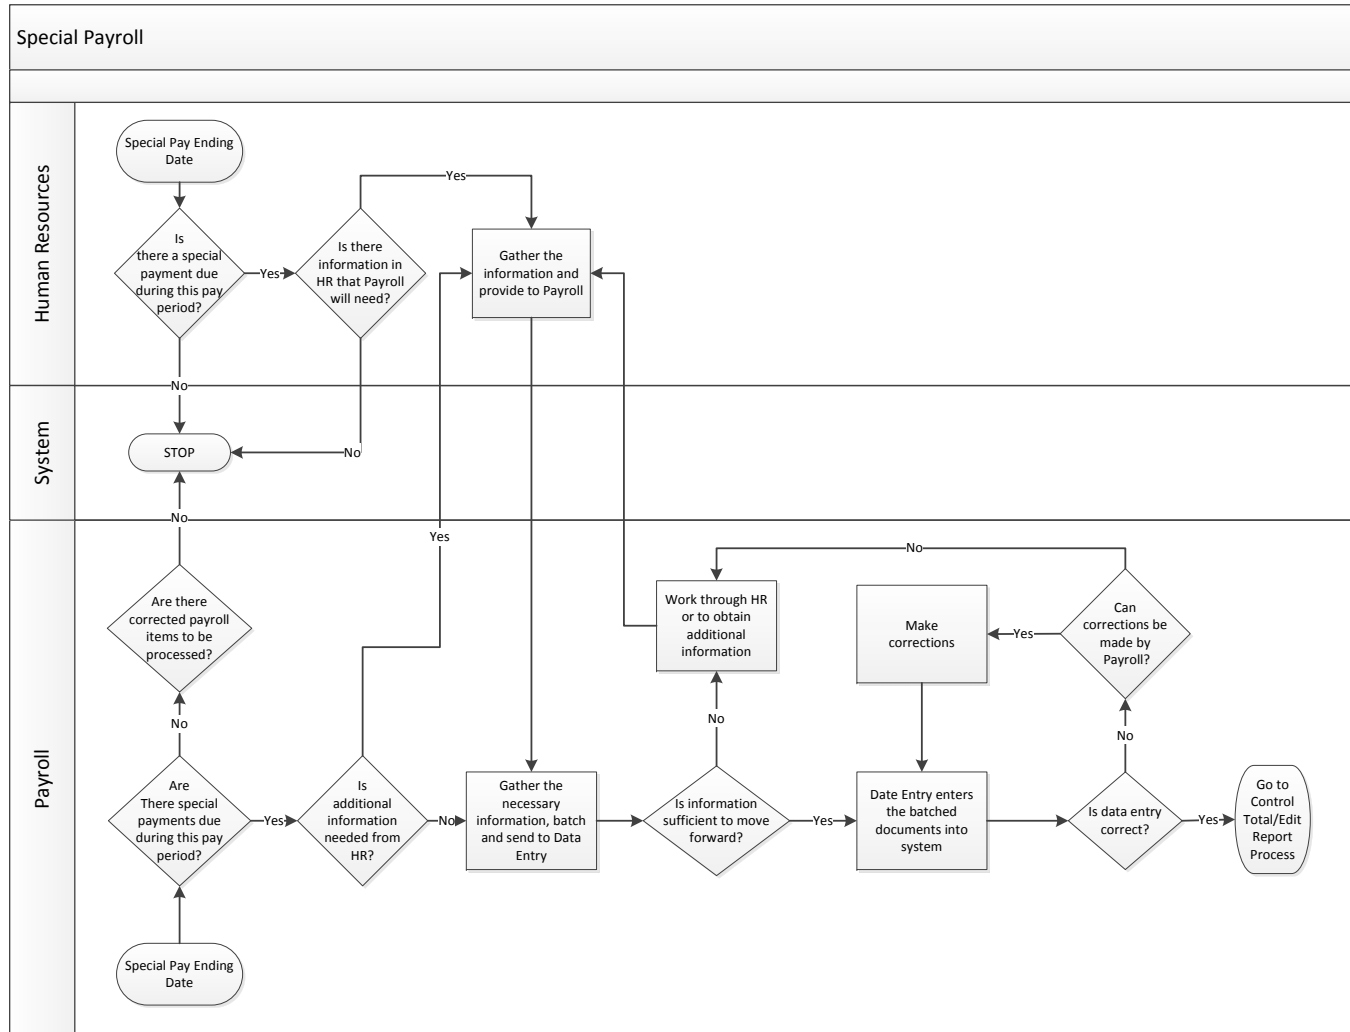 Special Payroll
Human Resources
Special Pay Ending
Date
Is
there a special
payment due
during this pay
period?
Yes
Is there
information in
HR that Payroll
will need?
Yes
Gather the
information and
provide to Payroll
No
No
System
STOP
No
Yes
Payroll
Are there
corrected payroll
items to be
processed?
No
Are
There special
payments due
during this pay
period?
Yes
Is
additional
information
needed from
HR?
No
Gather the
necessary
information, batch
and send to Data
Entry
Is information
sufficient to move
forward?
No
Work through HR
or to obtain
additional
information
Yes
Date Entry enters
the batched
documents into
system
Make
corrections
Yes
Can
corrections be
made by
Payroll?
No
No
Is data entry
correct?
Yes
Go to
Control
Total/Edit
Report
Process
Special Pay Ending
Date